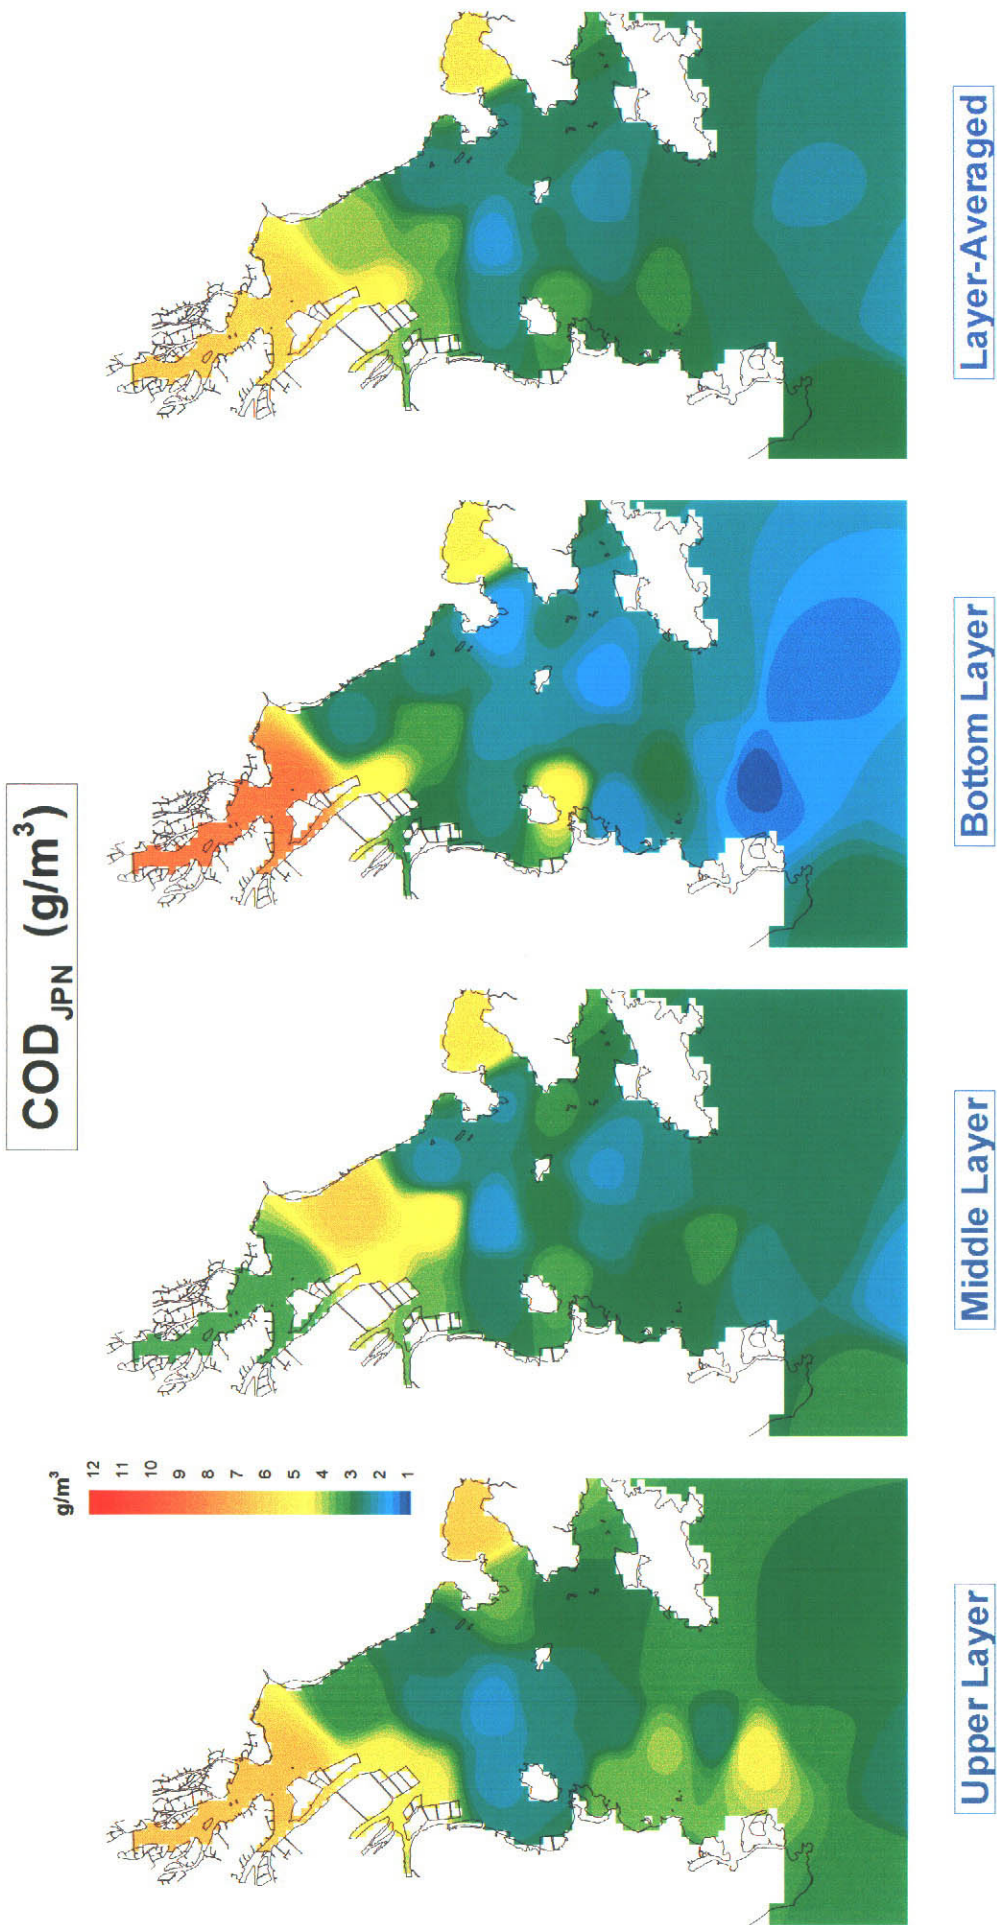 COD_JPN (g/m³)
g/m³
12
11
10
9
8
7
6
5
4
3
2
1
Upper Layer
Middle Layer
Bottom Layer
Layer-Averaged